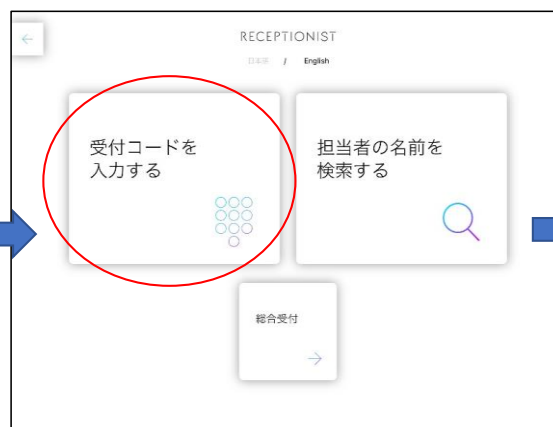 RECEPTIONIST
日本語 / English
受付コードを
入力する
担当者の名前を
検索する
総合受付